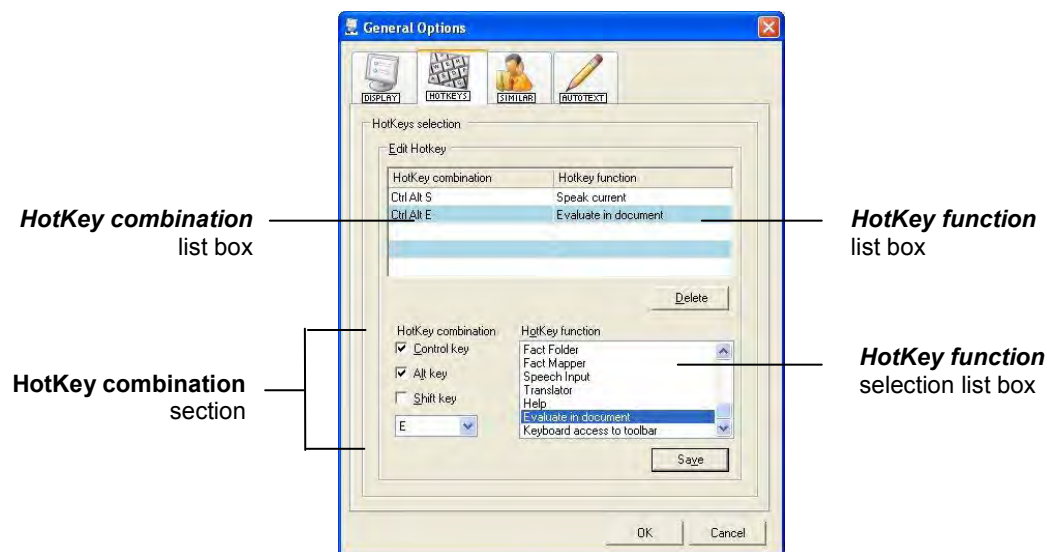 General Options
DISPLAY
HOTKEYS
SIMILAR
AUTOTEXT
HotKeys selection
Edit Hotkey
HotKey combination Hotkey function
Ctrl Alt S Speak current
Ctrl Alt E Evaluate in document
HotKey combination
list box
HotKey function
list box
Delete
HotKey combination
Control key
Alt key
Shift key
E
HotKey function
Fact Folder
Fact Mapper
Speech Input
Translator
Help
Evaluate in document
Keyboard access to toolbar
HotKey function
selection list box
HotKey combination
section
Save
OK Cancel